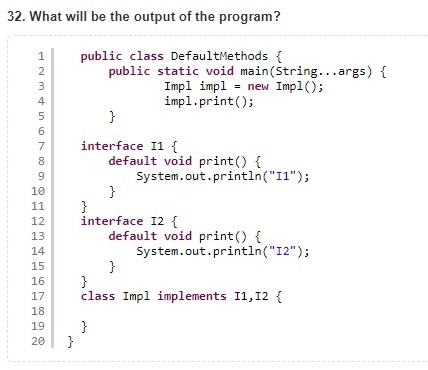 32. What will be the output of the program?
1 public class DefaultMethods {
2 public static void main(String...args) {
3 Impl impl = new Impl();
4 impl.print();
5 }
6
7 interface I1 {
8 default void print() {
9 System.out.println("I1");
10 }
11 }
12 interface I2 {
13 default void print() {
14 System.out.println("I2");
15 }
16 }
17 class Impl implements I1,I2 {
18
19 }
20 }